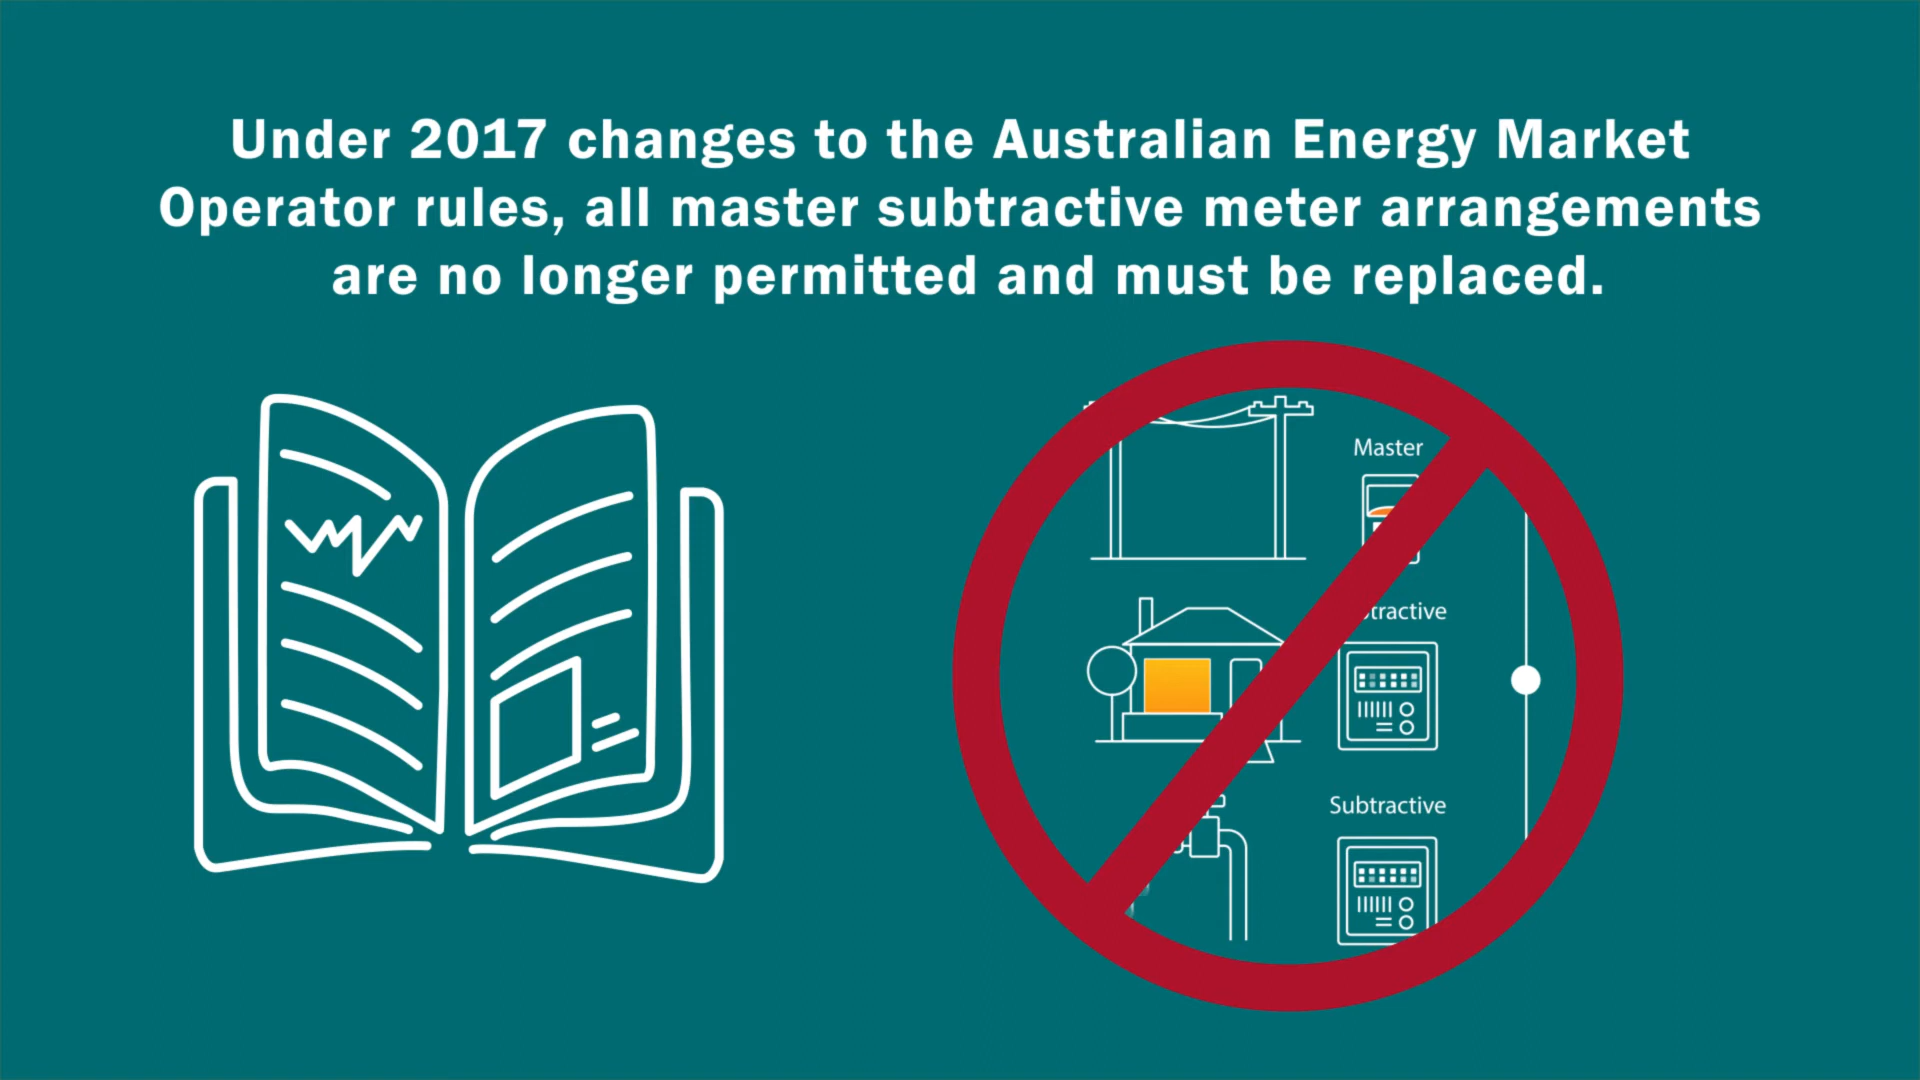 Under 2017 changes to the Australian Energy Market
Operator rules, all master subtractive meter arrangements
are no longer permitted and must be replaced.
Master
tractive
Subtractive